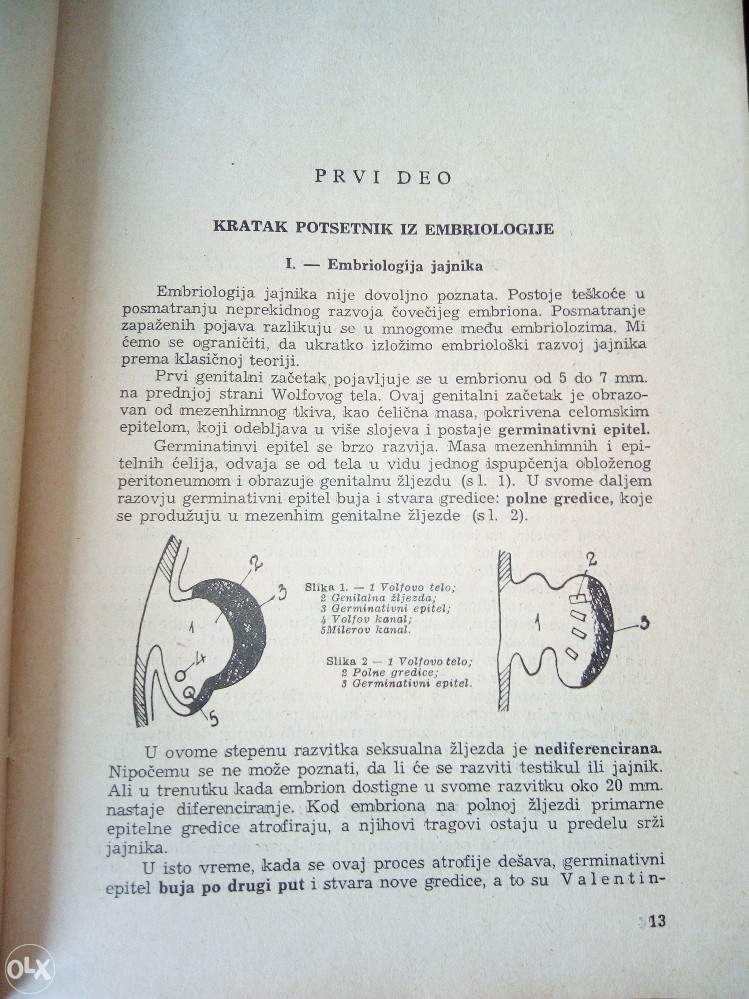 PRVI DEO
KRATAK POTSETNIK IZ EMBRIOLOGIJE
I. — Embriologija jajnika
Embriologija jajnika nije dovoljno poznata. Postoje teškoće u
posmatranju neprekidnog razvoja čovečijeg embriona. Posmatranje
zapaženih pojava razlikuju se u mnogome među embriolozima. Mi
ćemo se ograničiti, da ukratko izložimo embriološki razvoj jajnika
prema klasičnoj teoriji.
Prvi genitalni začetak pojavljuje se u embrionu od 5 do 7 mm.
na prednjoj strani Wolfovog tela. Ovaj genitalni začetak je obrazo-
van od mezenhimnog tkiva, kao ćelična masa, pokrivena celomskim
epitelom, koji odebljava u više slojeva i postaje germinativni epitel.
Germinatinvi epitel se brzo razvija. Masa mezenhimnih i epi-
telnih ćelija, odvaja se od tela u vidu jednog ispupčenja obloženog
peritoneumom i obrazuje genitalnu žljezdu (sl. 1). U svome daljem
razovju germinativni epitel buja i stvara gredice: polne gredice, koje
se produžuju u mezenhim genitalne žljezde (sl. 2).
1
2
3
4
5
Slika 1. — 1 Volfovo telo;
2 Genilalna žljezda;
3 Germinativni epitel;
4 Volfov kanal;
5Milerov kanal.
Slika 2 — 1 Volfovo telo;
2 Polne gredice;
3 Germinativni epitel.
1
2
3
U ovome stepenu razvitka seksualna žljezda je nediferencirana.
Nipočemu se ne može poznati, da li će se razviti testikul ili jajnik.
Ali u trenutku kada embrion dostigne u svome razvitku oko 20 mm.
nastaje diferenciranje. Kod embriona na polnoj žljezdi primarne
epitelne gredice atrofiraju, a njihovi tragovi ostaju u predelu srži
jajnika.
U isto vreme, kada se ovaj proces atrofije dešava, germinativni
epitel buja po drugi put i stvara nove gredice, a to su Valentin-
13
OLX